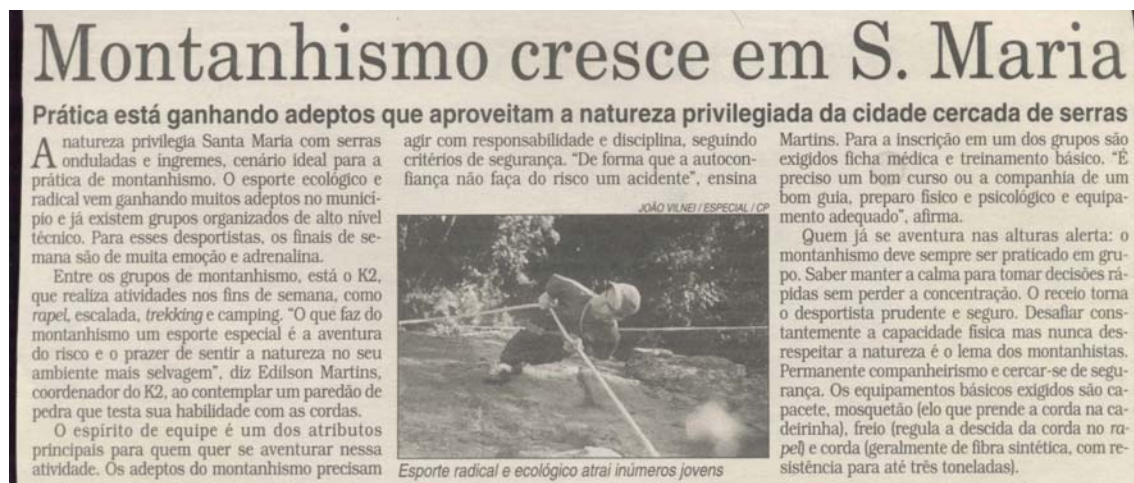 Montanhismo cresce em S. Maria
Prática está ganhando adeptos que aproveitam a natureza privilegiada da cidade cercada de serras
A natureza privilegia Santa Maria com serras
onduladas e ingremes, cenário ideal para a
prática de montanhismo. O esporte ecológico e
radical vem ganhando muitos adeptos no municí-
pio e já existem grupos organizados de alto nível
técnico. Para esses desportistas, os finais de se-
mana são de muita emoção e adrenalina.
Entre os grupos de montanhismo, está o K2,
que realiza atividades nos fins de semana, como
rapel, escalada, trekking e camping. “O que faz do
montanhismo um esporte especial é a aventura
do risco e o prazer de sentir a natureza no seu
ambiente mais selvagem”, diz Edilson Martins,
coordenador do K2, ao contemplar um paredão de
pedra que testa sua habilidade com as cordas.
O espírito de equipe é um dos atributos
principais para quem quer se aventurar nessa
atividade. Os adeptos do montanhismo precisam
agir com responsabilidade e disciplina, seguindo
critérios de segurança. “De forma que a autocon-
fiança não faça do risco um acidente”, ensina
JOÃO VILNEI / ESPECIAL / CP
Esporte radical e ecológico atrai inúmeros jovens
Martins. Para a inscrição em um dos grupos são
exigidos ficha médica e treinamento básico. “É
preciso um bom curso ou a companhia de um
bom guia, preparo físico e psicológico e equipa-
mento adequado”, afirma.
Quem já se aventura nas alturas alerta: o
montanhismo deve sempre ser praticado em gru-
po. Saber manter a calma para tomar decisões rá-
pidas sem perder a concentração. O receio torna
o desportista prudente e seguro. Desafiar cons-
tantemente a capacidade física mas nunca des-
respeitar a natureza é o lema dos montanhistas.
Permanente companheirismo e cercar-se de segu-
rança. Os equipamentos básicos exigidos são ca-
pacete, mosquetão (elo que prende a corda na ca-
deirinha), freio (regula a descida da corda no ra-
pel) e corda (geralmente de fibra sintética, com re-
sistência para até três toneladas).